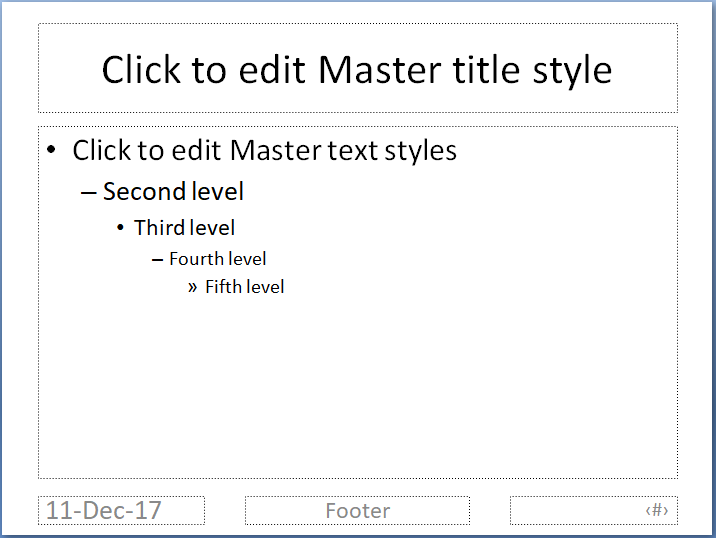 Click to edit Master title style
• Click to edit Master text styles
– Second level
• Third level
– Fourth level
» Fifth level
11-Dec-17
Footer
‹#›